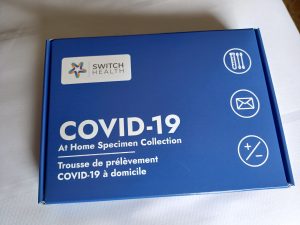 SWITCH
HEALTH
COVID-19
At Home Specimen Collection
Trousse de prélèvement
COVID-19 à domicile